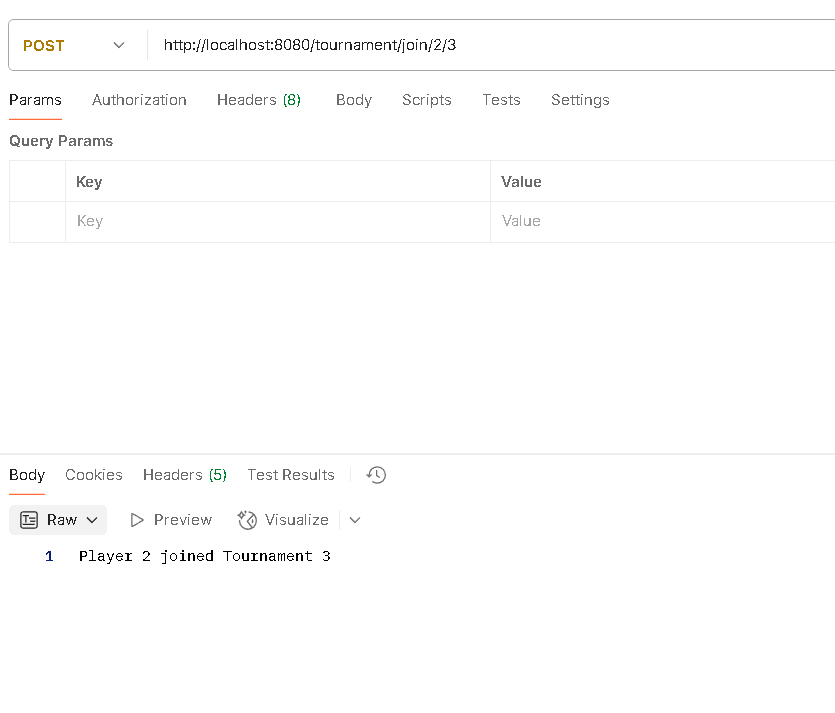 POST http://localhost:8080/tournament/join/2/3
Params Authorization Headers (8) Body Scripts Tests Settings
Query Params
Key Value
Key Value
Body Cookies Headers (5) Test Results
Raw Preview Visualize
1 Player 2 joined Tournament 3